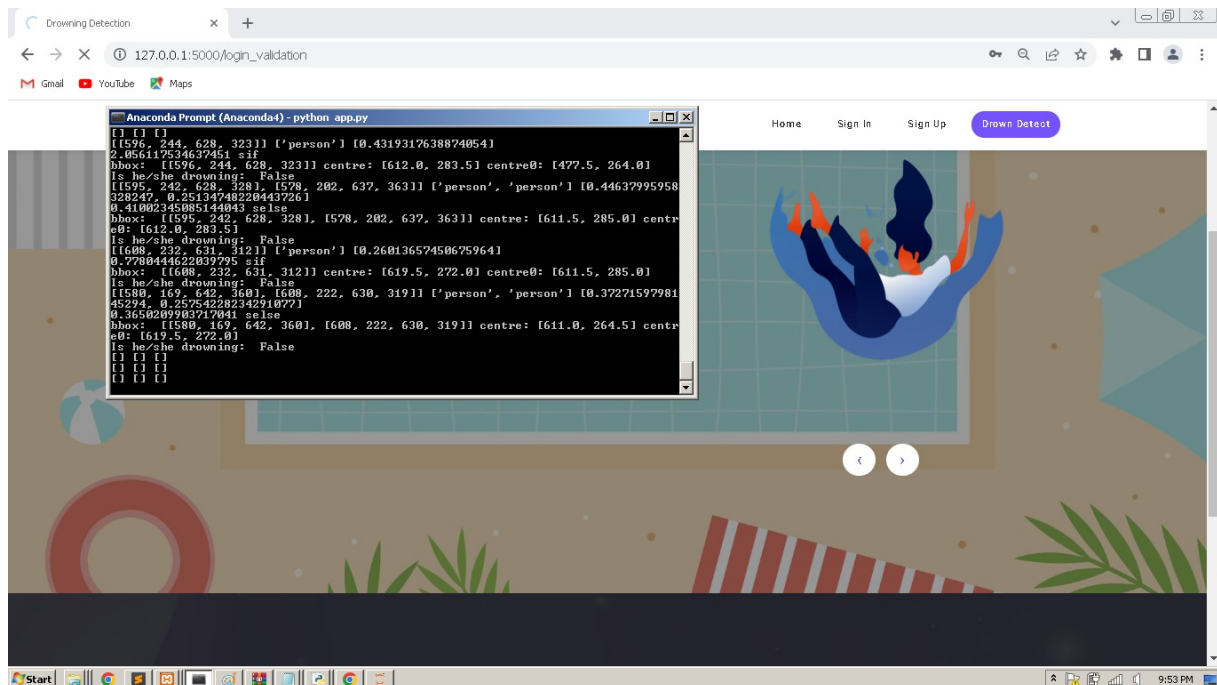 Drowning Detection
127.0.0.1:5000/login_validation
Gmail YouTube Maps
Home Sign In Sign Up Drown Detect
Anaconda Prompt (Anaconda4) - python app.py
[] [] []
[[596, 244, 628, 323]] ['person'] [0.4319317638874054]
2.056117534637451 sif
bbox:  [[596, 244, 628, 323]] centre: [612.0, 283.5] centre0: [477.5, 264.0]
Is he/she drowning:  False
[[595, 242, 628, 328], [578, 202, 637, 363]] ['person', 'person'] [0.44637995958
328247, 0.25134748220443726]
0.41002345085144043 selse
bbox:  [[595, 242, 628, 328], [578, 202, 637, 363]] centre: [611.5, 285.0] centr
e0: [612.0, 283.5]
Is he/she drowning:  False
[[608, 232, 631, 312]] ['person'] [0.26013657450675964]
0.7780444622039795 sif
bbox:  [[608, 232, 631, 312]] centre: [619.5, 272.0] centre0: [611.5, 285.0]
Is he/she drowning:  False
[[580, 169, 642, 360], [608, 222, 630, 319]] ['person', 'person'] [0.37271597981
45294, 0.25754228234291077]
0.3650209903717041 selse
bbox:  [[580, 169, 642, 360], [608, 222, 630, 319]] centre: [611.0, 264.5] centr
e0: [619.5, 272.0]
Is he/she drowning:  False
[] [] []
[] [] []
[] [] []
Start
9:53 PM